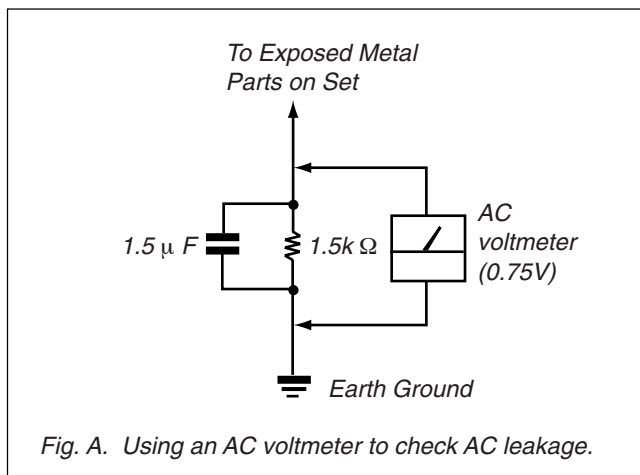 To Exposed Metal
Parts on Set
1.5 μ F
1.5k Ω
AC
voltmeter
(0.75V)
Earth Ground
Fig. A. Using an AC voltmeter to check AC leakage.